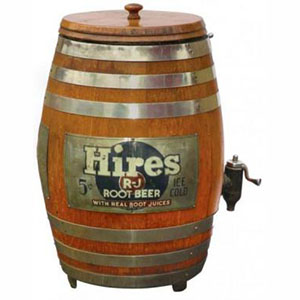 Hires
R-J
5¢ ICE COLD
ROOT BEER
WITH REAL ROOT JUICES